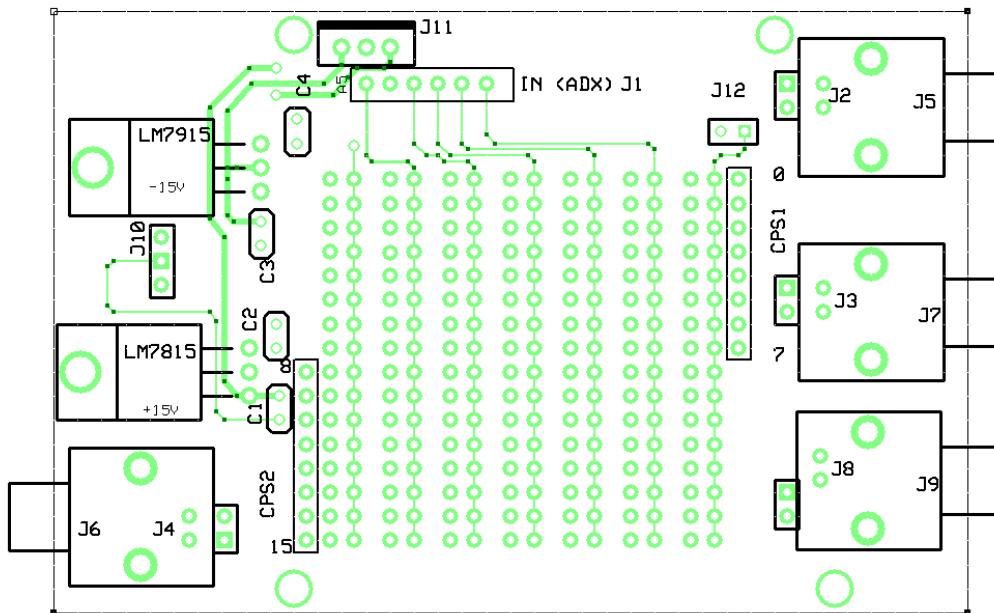 J11
C4
A5
IN (ADX) J1
J12
J2
J5
LM7915
-15V
0
CPS1
J10
C3
J3
J7
C2
LM7815
8
7
+15V
C1
J8
J9
CPS2
J6
J4
15